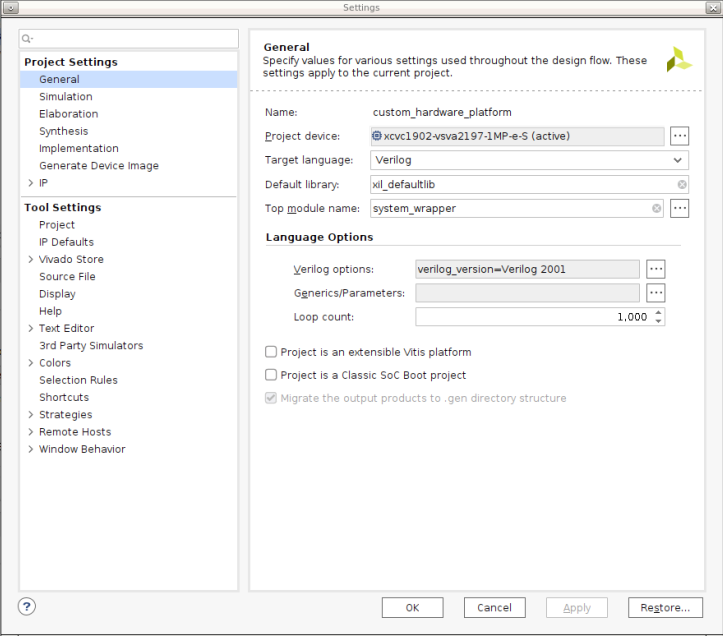 Settings
Project Settings
General
Simulation
Elaboration
Synthesis
Implementation
Generate Device Image
IP
Tool Settings
Project
IP Defaults
Vivado Store
Source File
Display
Help
Text Editor
3rd Party Simulators
Colors
Selection Rules
Shortcuts
Strategies
Remote Hosts
Window Behavior
General
Specify values for various settings used throughout the design flow. These
settings apply to the current project.
Name: custom_hardware_platform
Project device: xcvc1902-vsva2197-1MP-e-S (active) ...
Target language: Verilog
Default library: xil_defaultlib
Top module name: system_wrapper ...
Language Options
Verilog options: verilog_version=Verilog 2001 ...
Generics/Parameters: ...
Loop count: 1,000
Project is an extensible Vitis platform
Project is a Classic SoC Boot project
Migrate the output products to .gen directory structure
? OK Cancel Apply Restore...